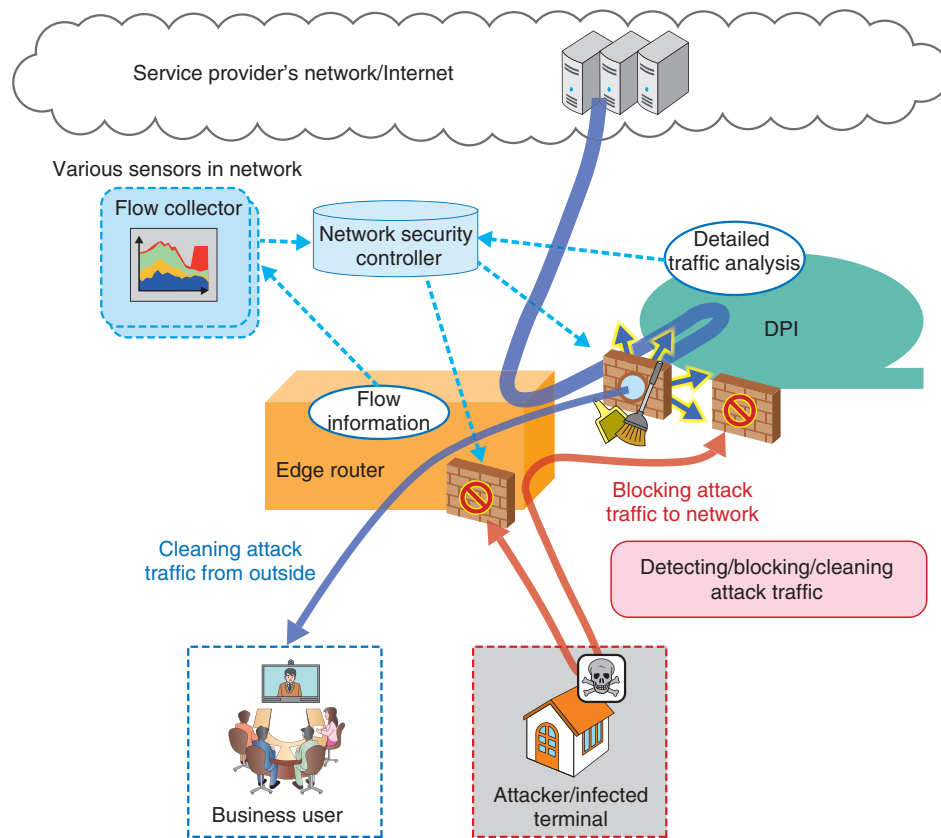 Service provider's network/Internet
Various sensors in network
Flow collector
Network security
controller
Detailed
traffic analysis
DPI
Flow
information
Edge router
Blocking attack
traffic to network
Cleaning attack
traffic from outside
Detecting/blocking/cleaning
attack traffic
Business user
Attacker/infected
terminal